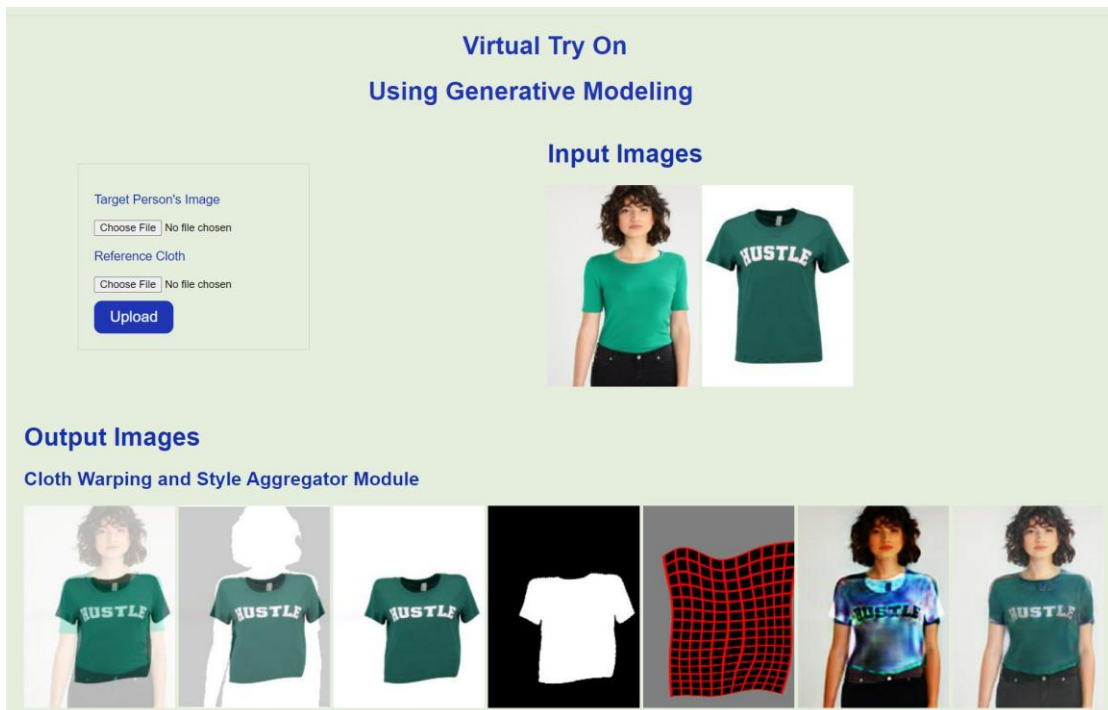 Virtual Try On
Using Generative Modeling
Input Images
Target Person's Image
Choose File No file chosen
Reference Cloth
Choose File No file chosen
Upload
HUSTLE
Output Images
Cloth Warping and Style Aggregator Module
HUSTLE
HUSTLE
HUSTLE
HUSTLE
HUSTLE